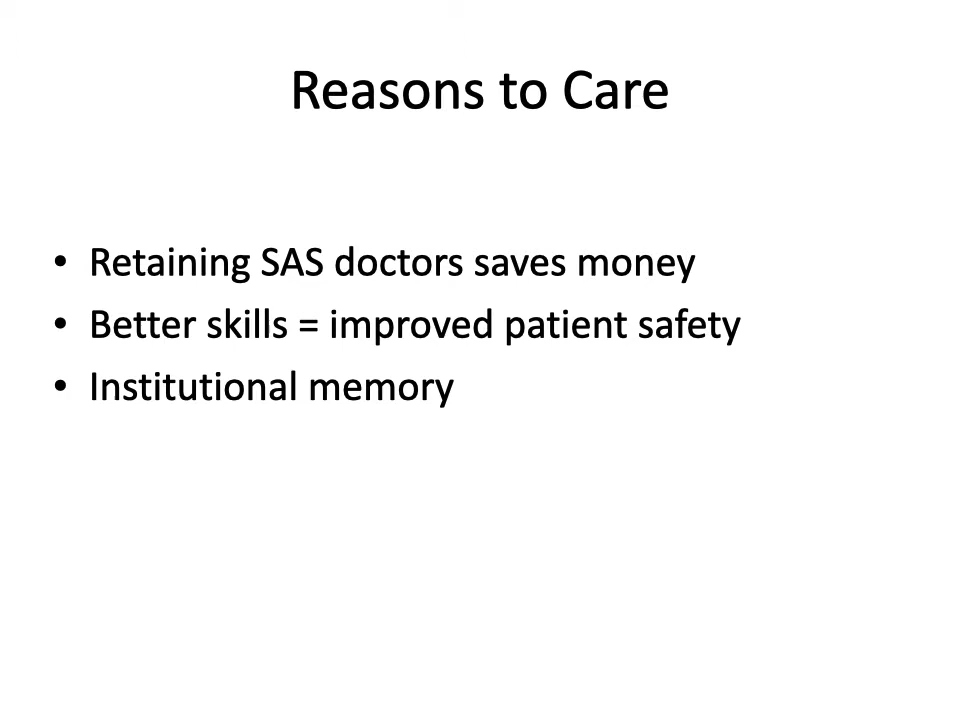 Reasons to Care
• Retaining SAS doctors saves money
• Better skills = improved patient safety
• Institutional memory